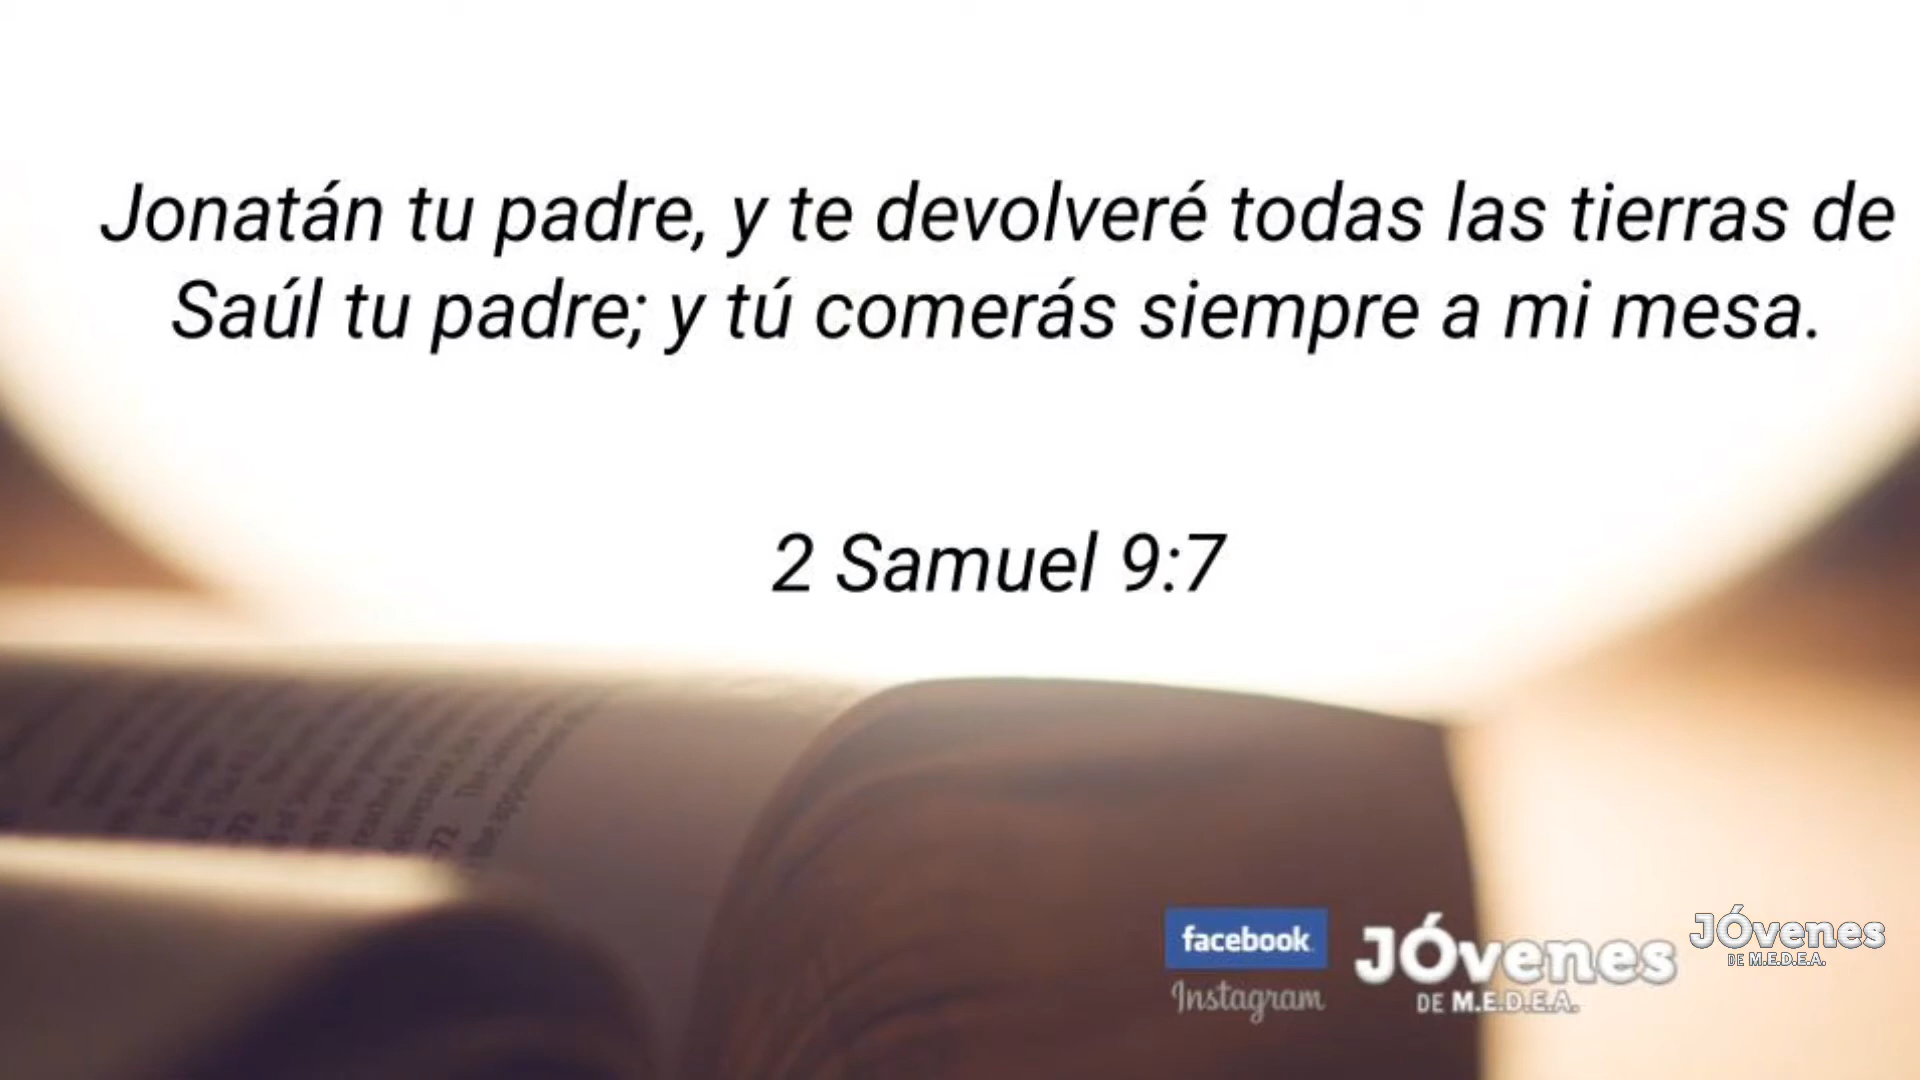 Jonatán tu padre, y te devolveré todas las tierras de
Saúl tu padre; y tú comerás siempre a mi mesa.
2 Samuel 9:7
facebook
Instagram
JÓvenes
DE M.E.D.E.A.
JÓvenes
DE M.E.D.E.A.